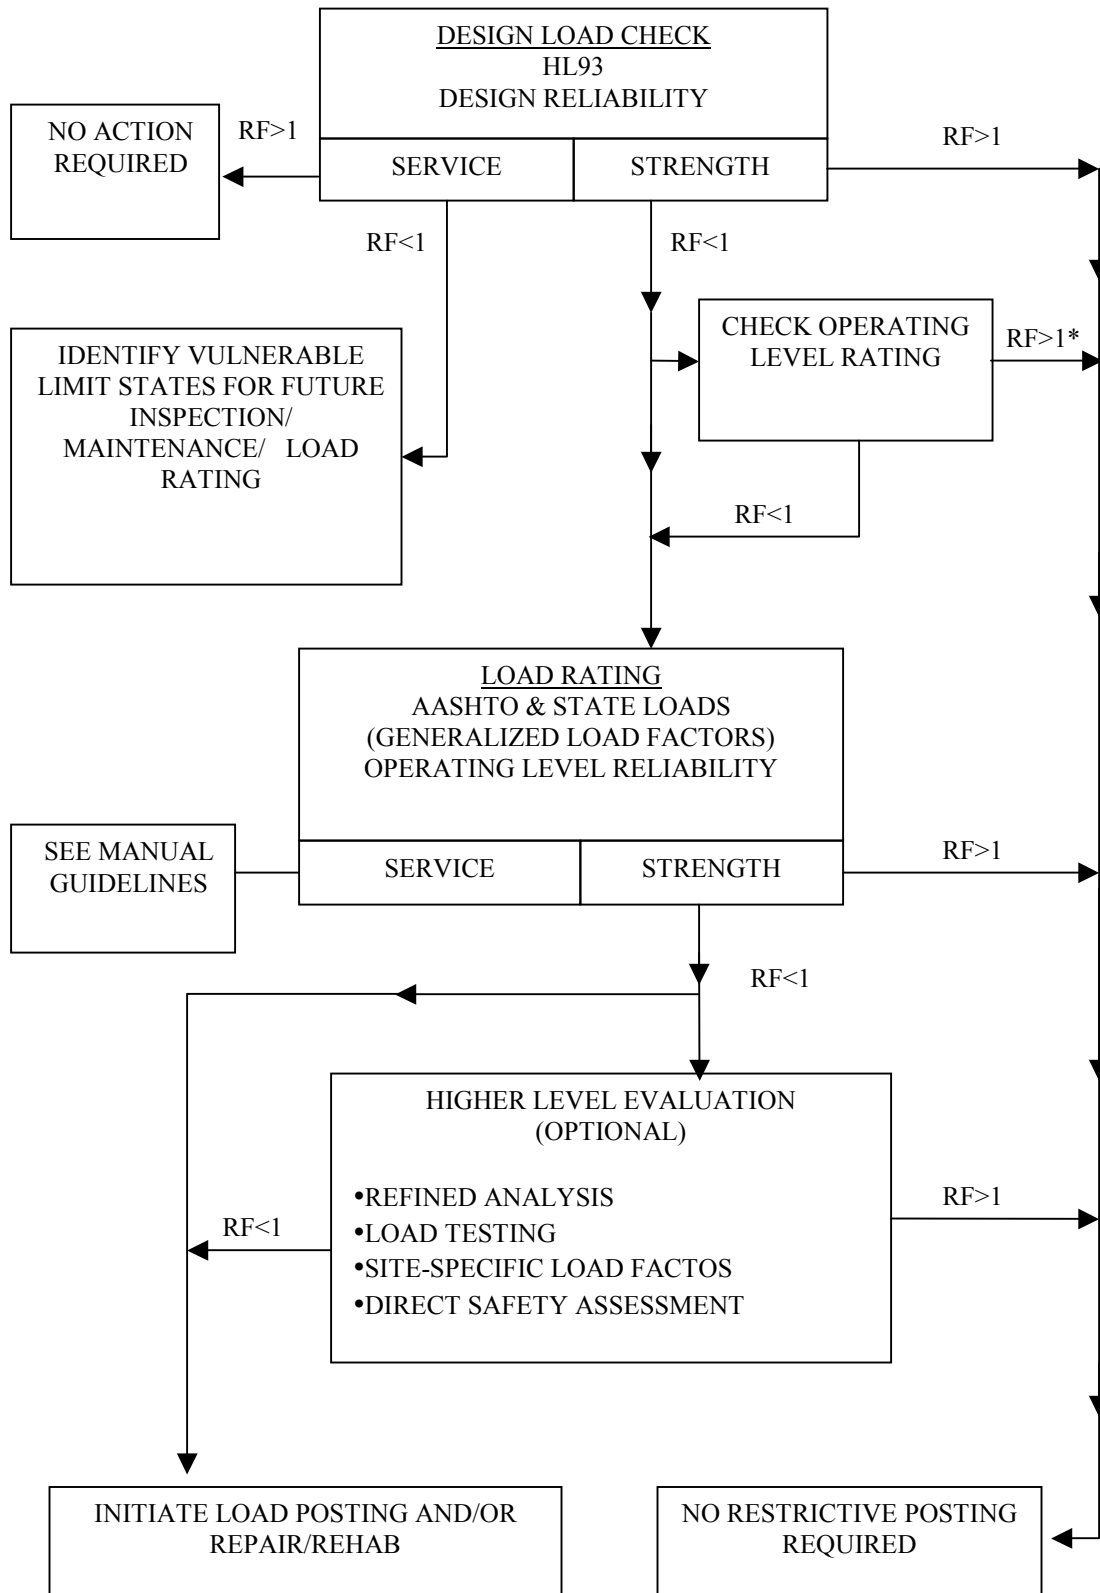 DESIGN LOAD CHECK
HL93
DESIGN RELIABILITY
SERVICE
STRENGTH
RF>1
NO ACTION
REQUIRED
RF>1
RF<1
RF<1
IDENTIFY VULNERABLE
LIMIT STATES FOR FUTURE
INSPECTION/
MAINTENANCE/ LOAD
RATING
CHECK OPERATING
LEVEL RATING
RF>1*
RF<1
LOAD RATING
AASHTO & STATE LOADS
(GENERALIZED LOAD FACTORS)
OPERATING LEVEL RELIABILITY
SEE MANUAL
GUIDELINES
SERVICE
STRENGTH
RF>1
RF<1
HIGHER LEVEL EVALUATION
(OPTIONAL)
•REFINED ANALYSIS
•LOAD TESTING
•SITE-SPECIFIC LOAD FACTOS
•DIRECT SAFETY ASSESSMENT
RF<1
RF>1
INITIATE LOAD POSTING AND/OR
REPAIR/REHAB
NO RESTRICTIVE POSTING
REQUIRED